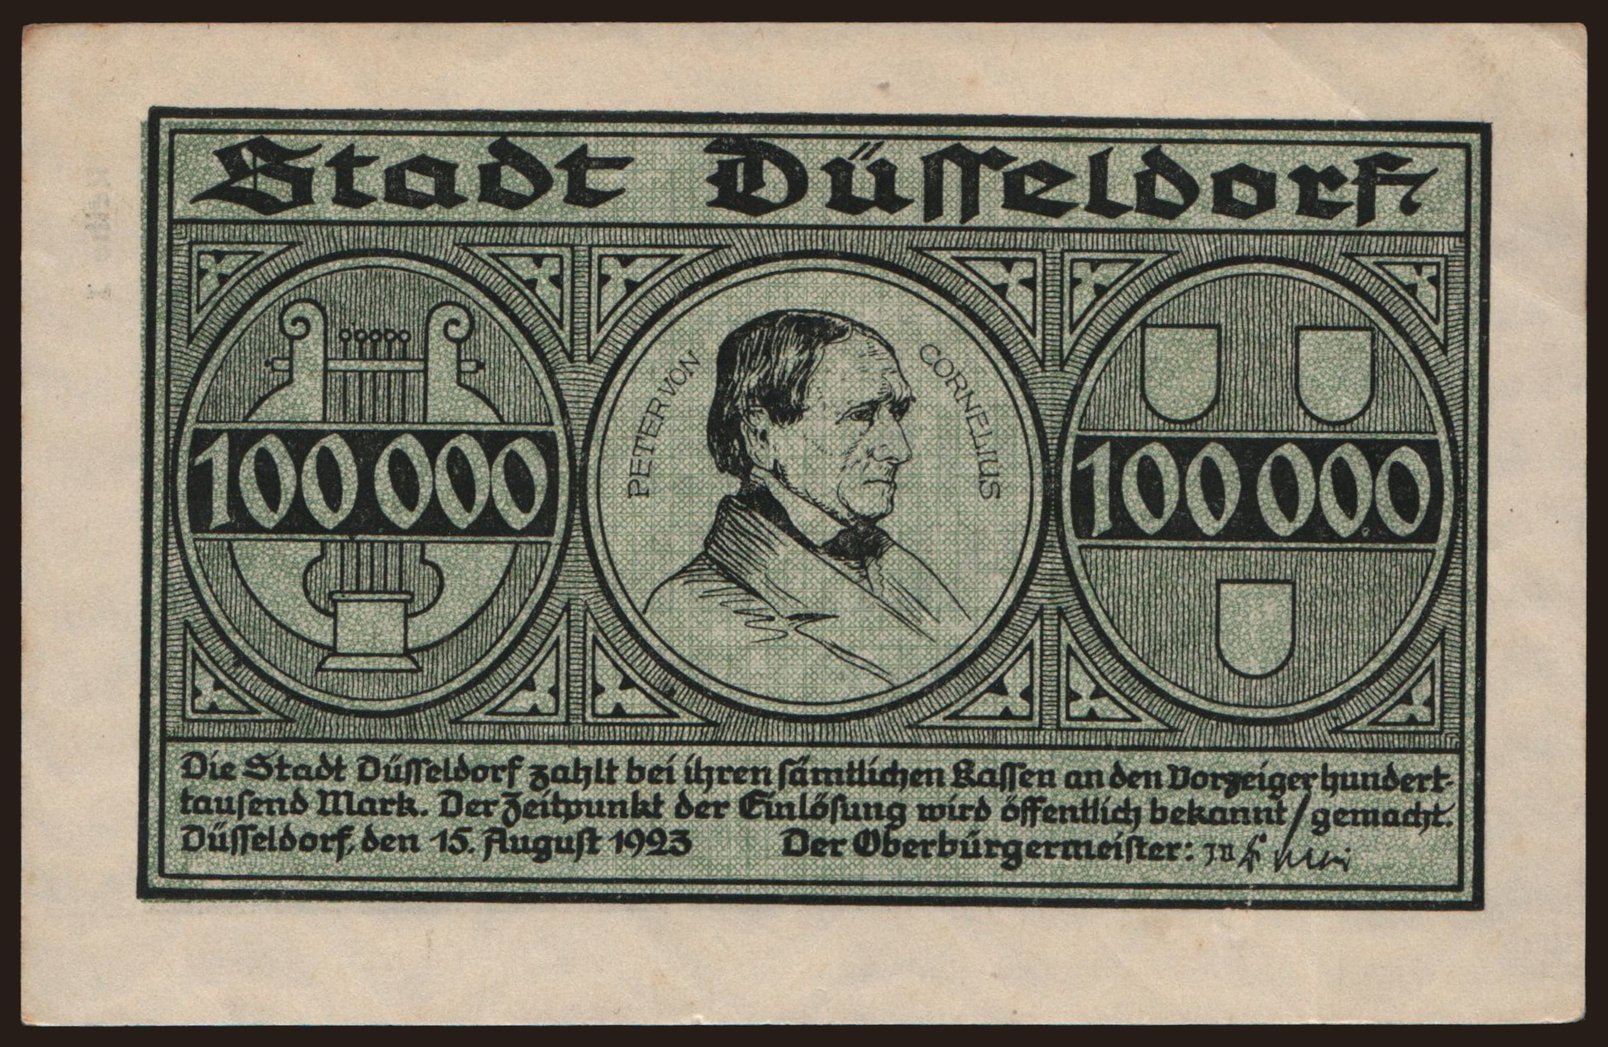 Stadt Düsseldorf
PETER VON CORNELIUS
100000 100000
Die Stadt Düsseldorf zahlt bei ihren sämtlichen Kassen an den Vorzeiger hundert-
tausend Mark. Der Zeitpunkt der Einlösung wird öffentlich bekannt/gemacht.
Düsseldorf, den 15. August 1923 Der Oberbürgermeister: